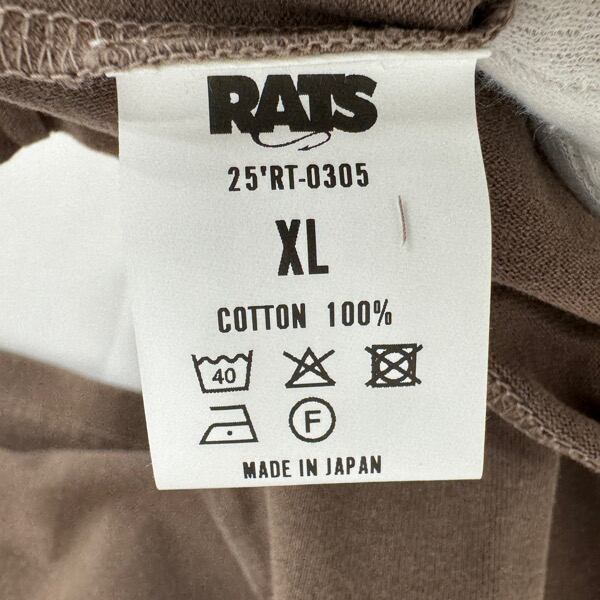 RATS
25'RT-0305
XL
COTTON 100%
40
F
MADE IN JAPAN